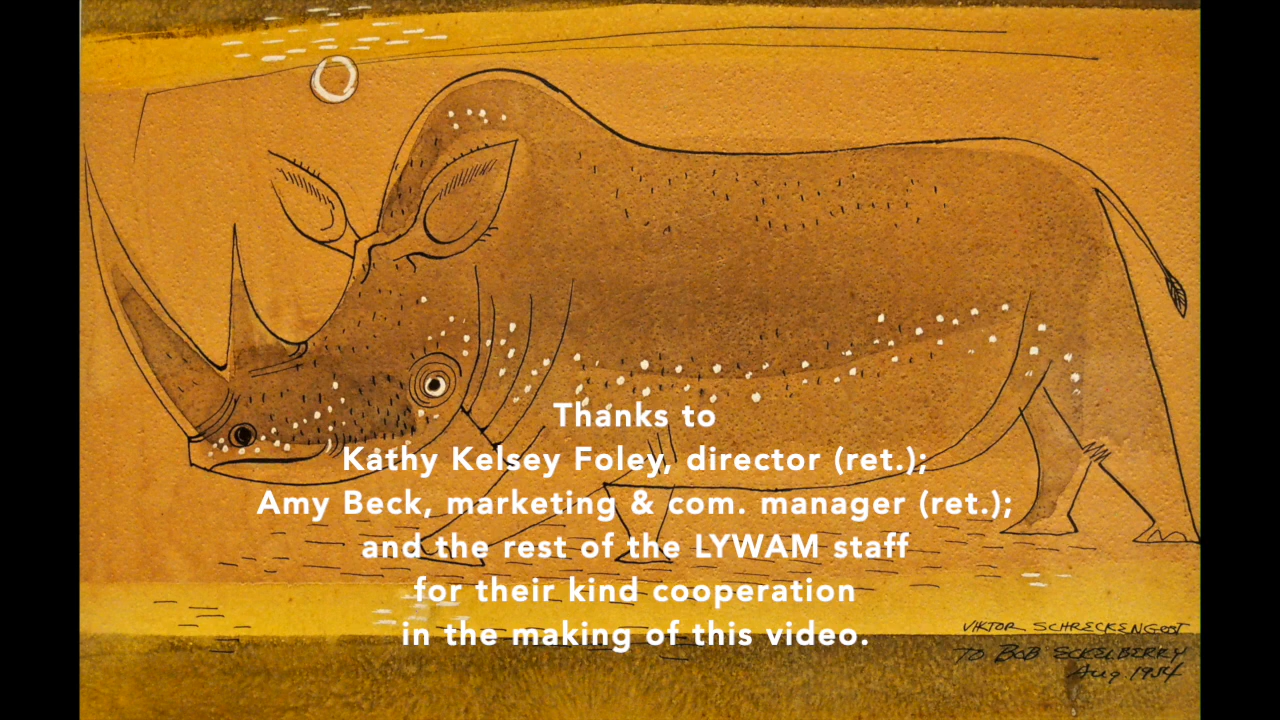 Thanks to
Kathy Kelsey Foley, director (ret.);
Amy Beck, marketing & com. manager (ret.);
and the rest of the LYWAM staff
for their kind cooperation
in the making of this video.
VIKTOR SCHRECKENGOST
TO BOB ECKELBERRY
Aug 1954